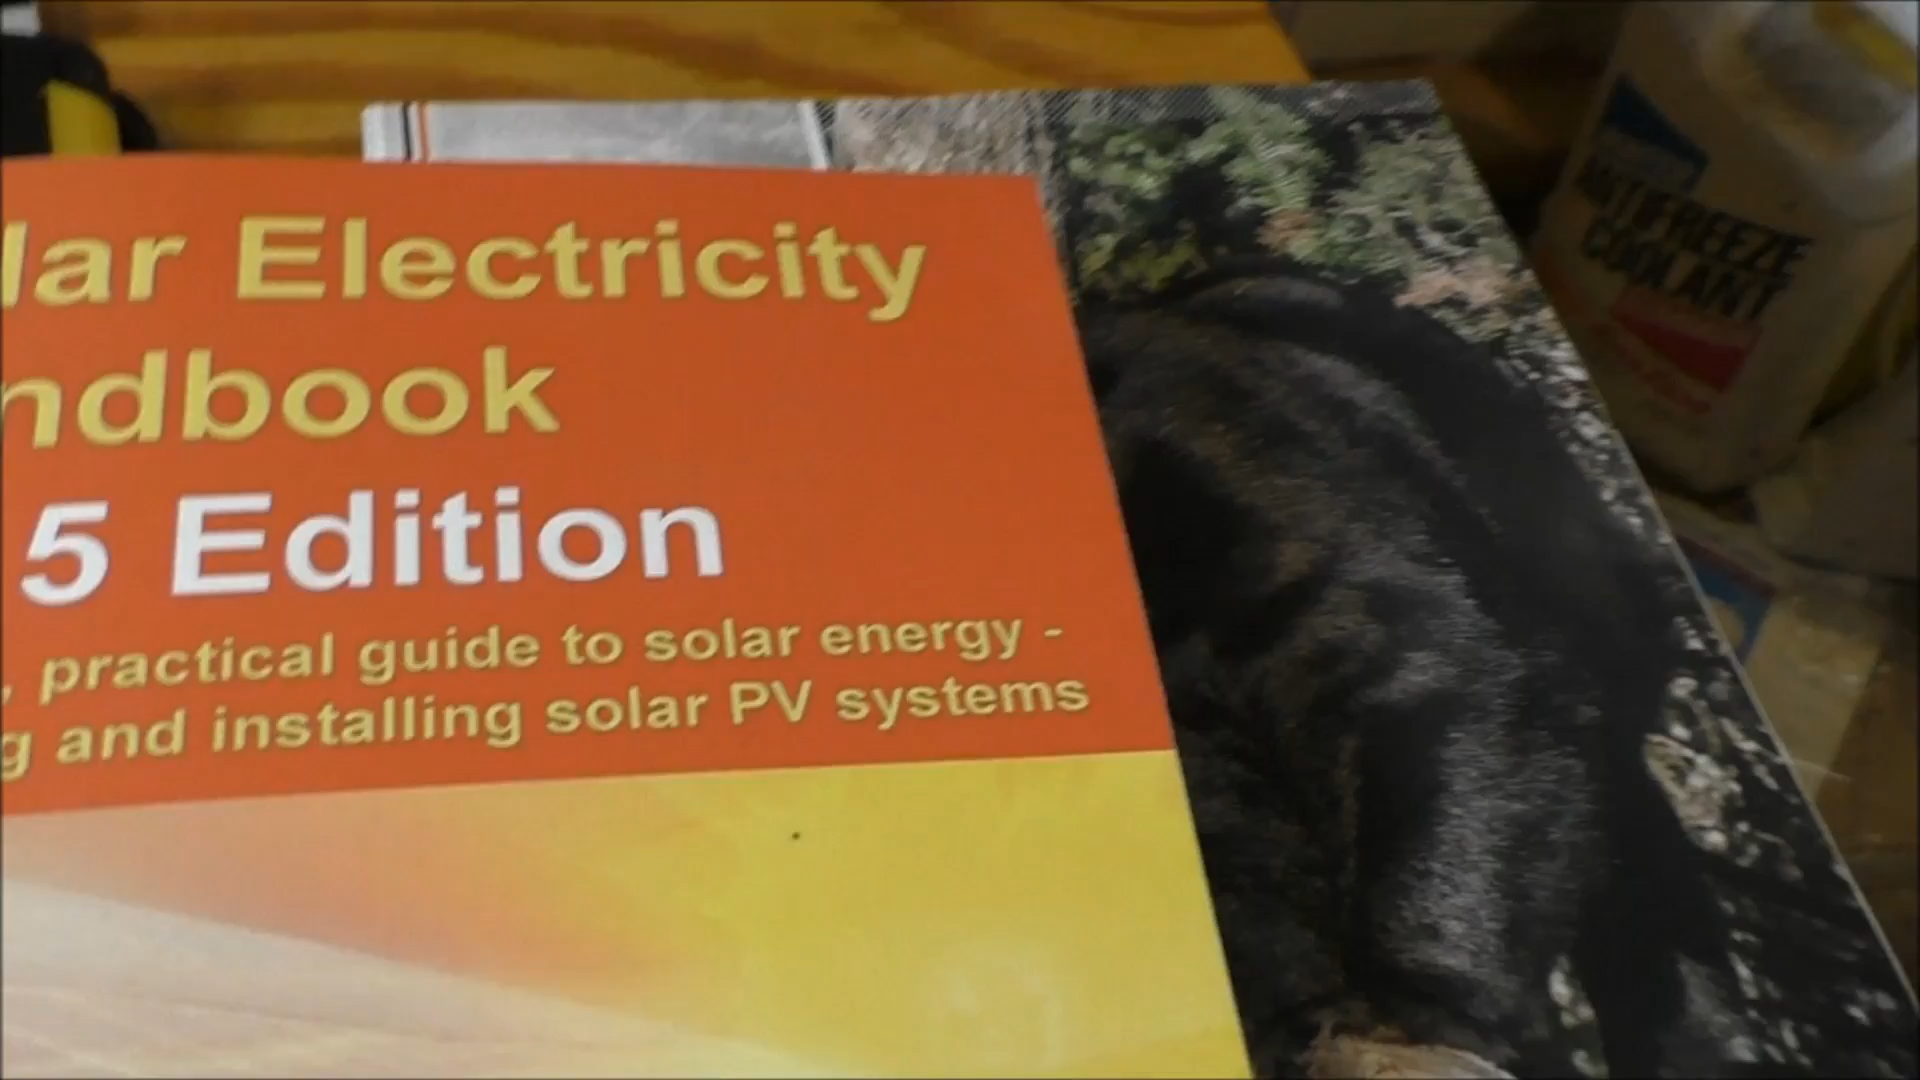 lar Electricity
ndbook
5 Edition
, practical guide to solar energy -
g and installing solar PV systems
ANTIFREEZE
COOLANT